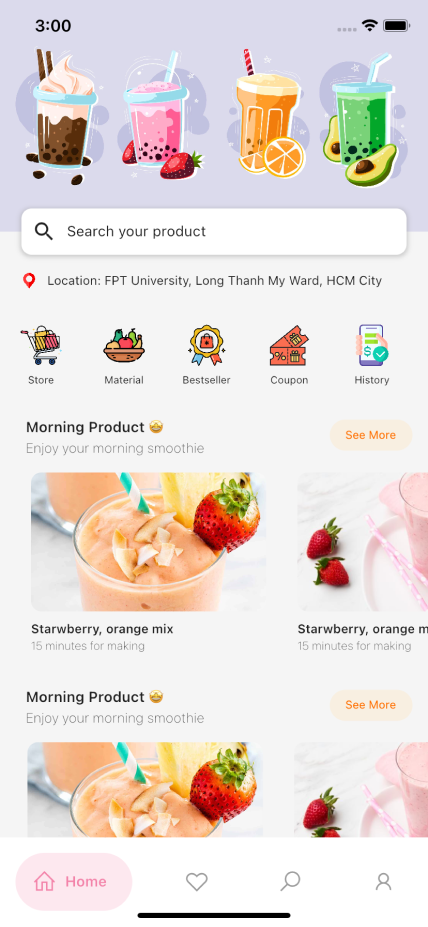 3:00
Search your product
Location: FPT University, Long Thanh My Ward, HCM City
Store
Material
Bestseller
Coupon
History
Morning Product 🤩
See More
Enjoy your morning smoothie
Starwberry, orange mix
Starwberry, orange m
15 minutes for making
15 minutes for making
Morning Product 🤩
See More
Enjoy your morning smoothie
Home